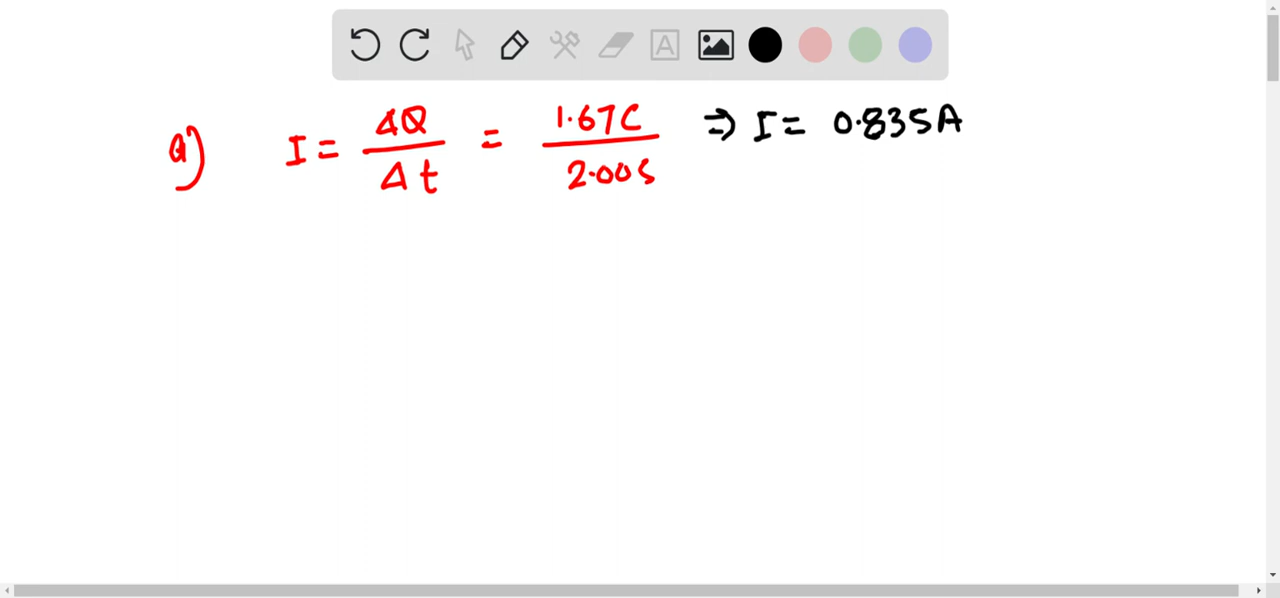 a) I = ΔQ/Δt = 1.67C/2.00s ⇒ I = 0.835A